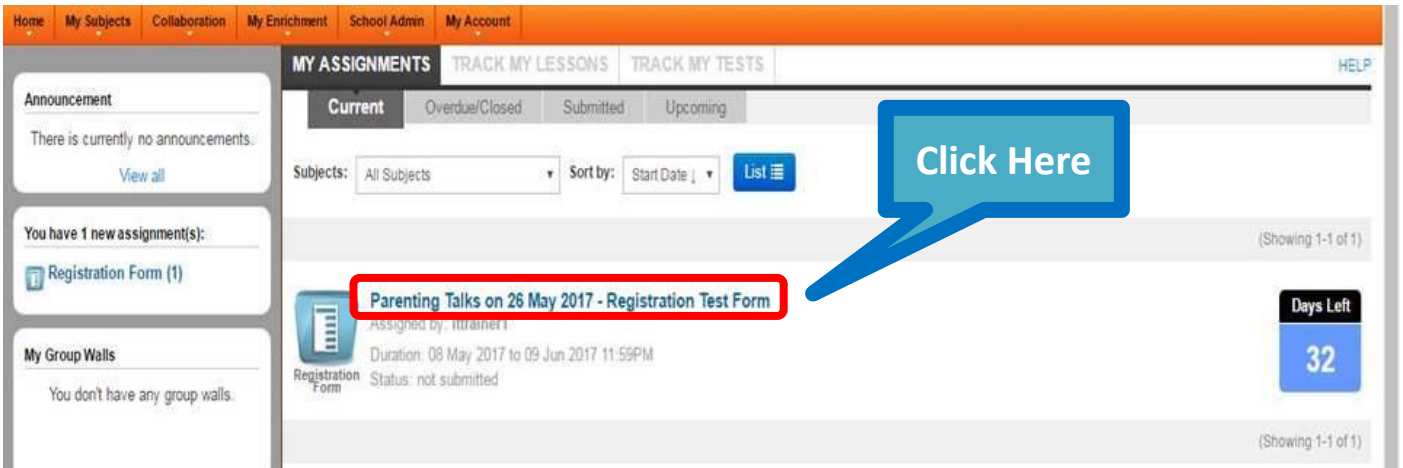 Home My Subjects Collaboration My Enrichment School Admin My Account
MY ASSIGNMENTS TRACK MY LESSONS TRACK MY TESTS HELP
Current Overdue/Closed Submitted Upcoming
Announcement
There is currently no announcements.
View all
Subjects: All Subjects Sort by: Start Date ↓ List
Click Here
You have 1 new assignment(s):
Registration Form (1)
(Showing 1-1 of 1)
Parenting Talks on 26 May 2017 - Registration Test Form
Assigned by: ittrainer1
Duration: 08 May 2017 to 09 Jun 2017 11:59PM
Status: not submitted
Registration
Form
Days Left
32
My Group Walls
You don't have any group walls.
(Showing 1-1 of 1)